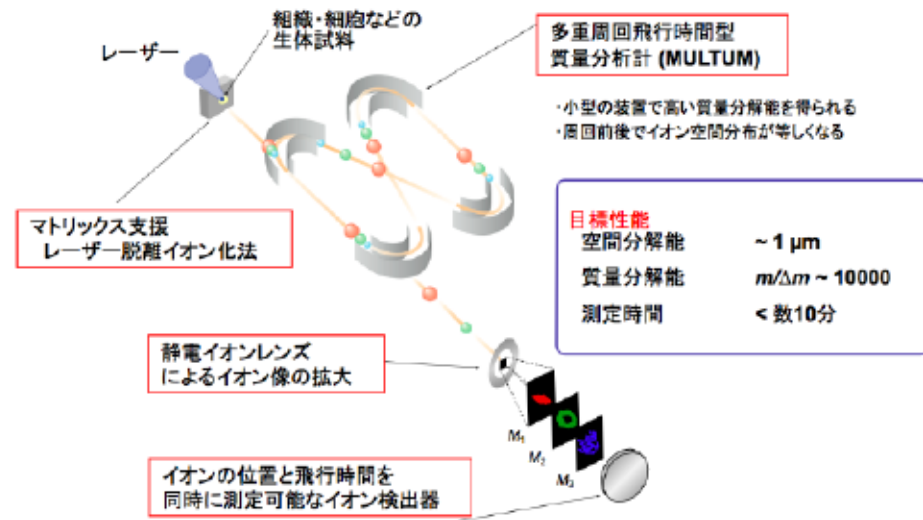 組織・細胞などの
生体試料
レーザー
多重周回飛行時間型
質量分析計 (MULTUM)
・小型の装置で高い質量分解能を得られる
・周回前後でイオン空間分布が等しくなる
マトリックス支援
レーザー脱離イオン化法
目標性能
空間分解能 ~ 1 µm
質量分解能 m/Δm ~ 10000
測定時間 < 数10分
静電イオンレンズ
によるイオン像の拡大
M₁
M₂
M₃
イオンの位置と飛行時間を
同時に測定可能なイオン検出器